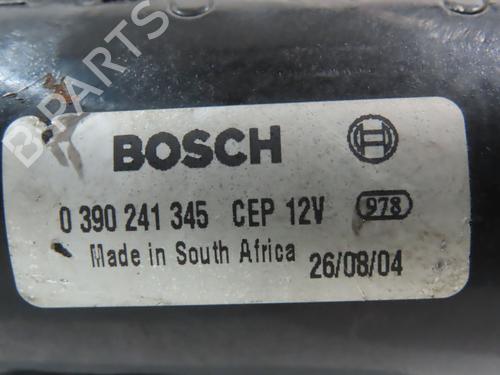 B-PARTS
BOSCH
0 390 241 345 CEP 12V 978
Made in South Africa 26/08/04